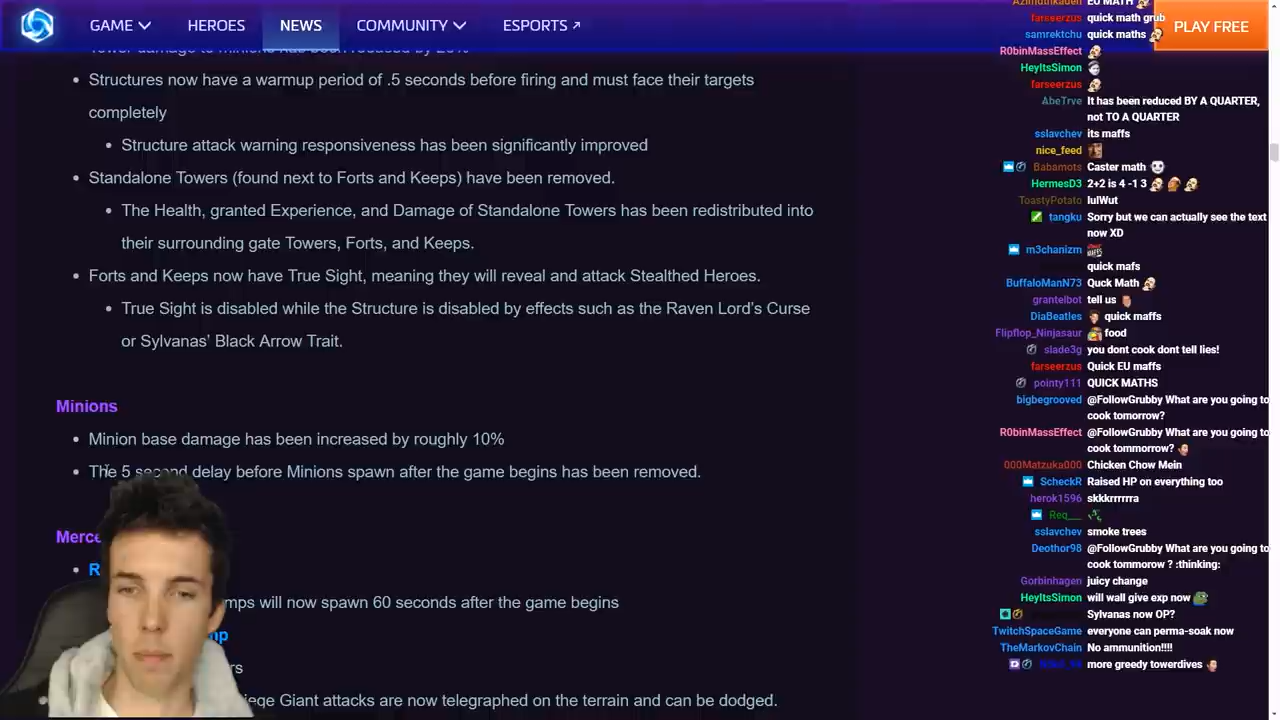 GAME
HEROES
NEWS
COMMUNITY
ESPORTS
PLAY FREE
Structures now have a warmup period of .5 seconds before firing and must face their targets
completely
Structure attack warning responsiveness has been significantly improved
Standalone Towers (found next to Forts and Keeps) have been removed.
The Health, granted Experience, and Damage of Standalone Towers has been redistributed into
their surrounding gate Towers, Forts, and Keeps.
Forts and Keeps now have True Sight, meaning they will reveal and attack Stealthed Heroes.
True Sight is disabled while the Structure is disabled by effects such as the Raven Lord's Curse
or Sylvanas' Black Arrow Trait.
Minions
Minion base damage has been increased by roughly 10%
The 5 second delay before Minions spawn after the game begins has been removed.
Merce
R
mps will now spawn 60 seconds after the game begins
mp
rs
iege Giant attacks are now telegraphed on the terrain and can be dodged.
EU MATH
farseerzus quick math grub
samrektchu quick maths
R0binMassEffect
HeyItsSimon
farseerzus
AbeTrve It has been reduced BY A QUARTER,
not TO A QUARTER
sslavchev its maffs
nice_feed
Babamots Caster math
HermesD3 2+2 is 4 -1 3
ToastyPotato lulWut
tangku Sorry but we can actually see the text
now XD
m3chanizm
quick mafs
BuffaloManN73 Quck Math
grantelbot tell us
DiaBeatles quick maffs
Flipflop_Ninjasaur food
slade3g you dont cook dont tell lies!
farseerzus Quick EU maffs
pointy111 QUICK MATHS
bigbegrooved @FollowGrubby What are you going to
cook tomorrow?
R0binMassEffect @FollowGrubby What are you going to
cook tomorrow?
000Matzuka000 Chicken Chow Mein
ScheckR Raised HP on everything too
herok1596 skkkrrrrrra
Req___
sslavchev smoke trees
Deothor98 @FollowGrubby What are you going to
cook tommorow ? :thinking:
Gorbinhagen juicy change
HeyItsSimon will wall give exp now
Sylvanas now OP?
TwitchSpaceGame everyone can perma-soak now
TheMarkovChain No ammunition!!!!
more greedy towerdives